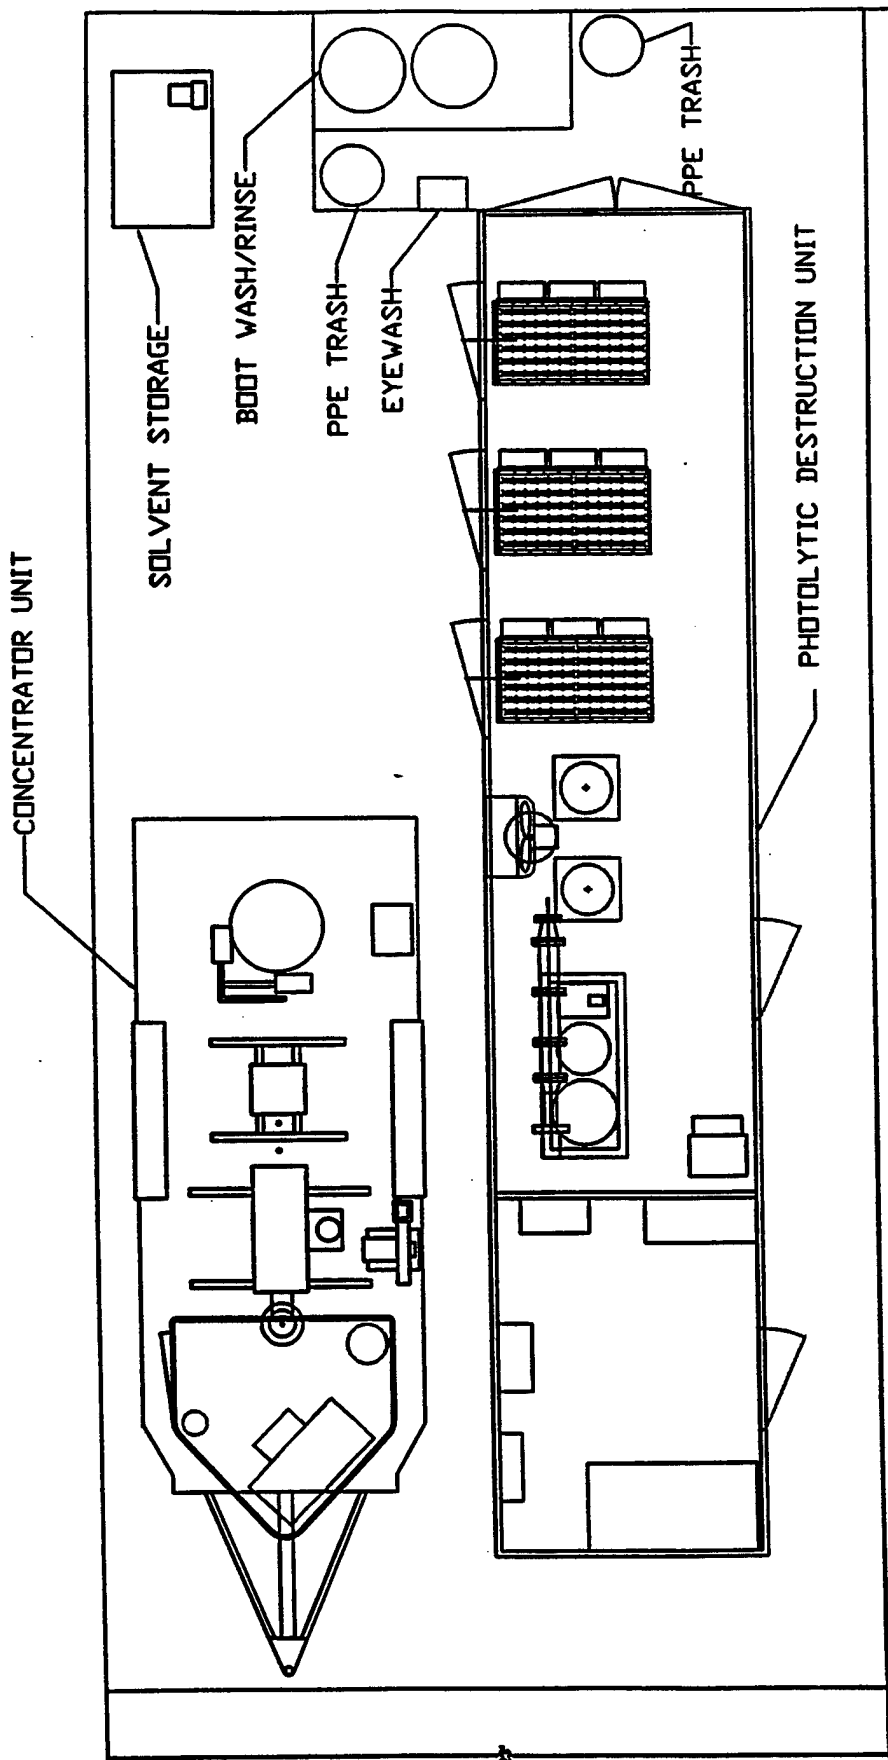 CONCENTRATOR UNIT
SOLVENT STORAGE
BOOT WASH/RINSE
PPE TRASH
EYEWASH
PPE TRASH
PHOTOLYTIC DESTRUCTION UNIT